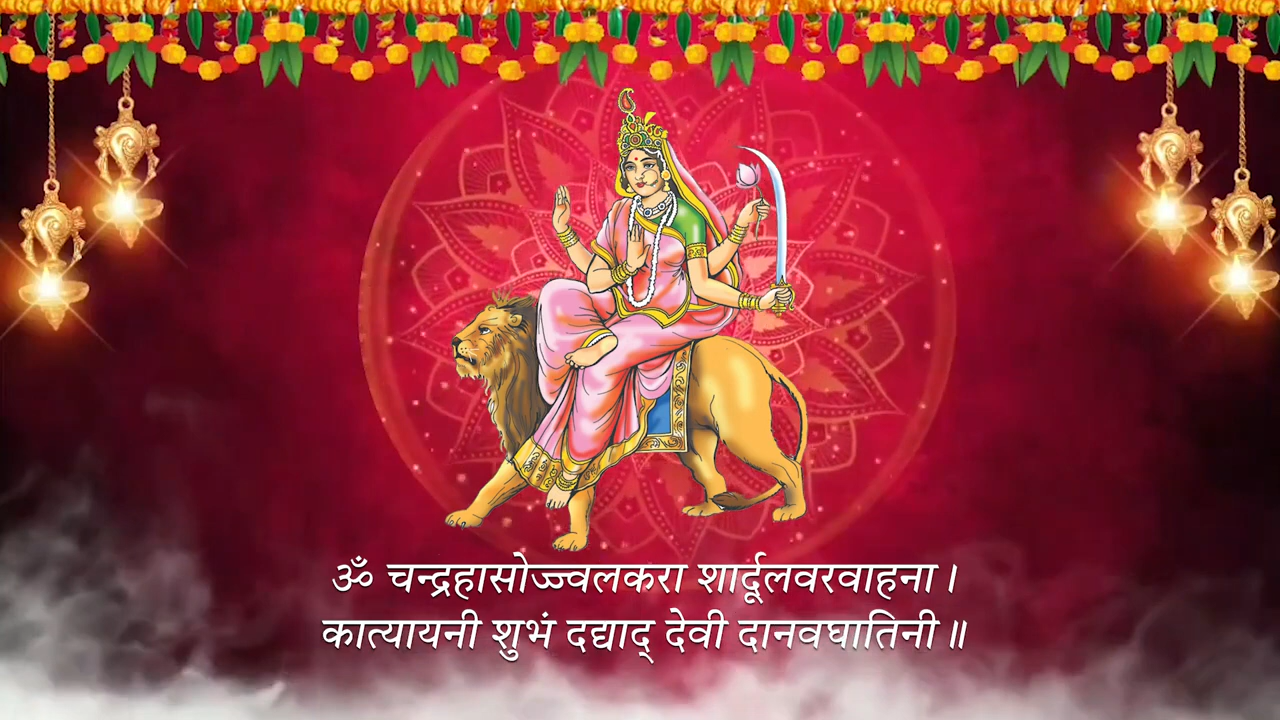 ॐ चन्द्रहासोज्ज्वलकरा शार्दूलवरवाहना ।
कात्यायनी शुभं दद्याद् देवी दानवघातिनी ॥